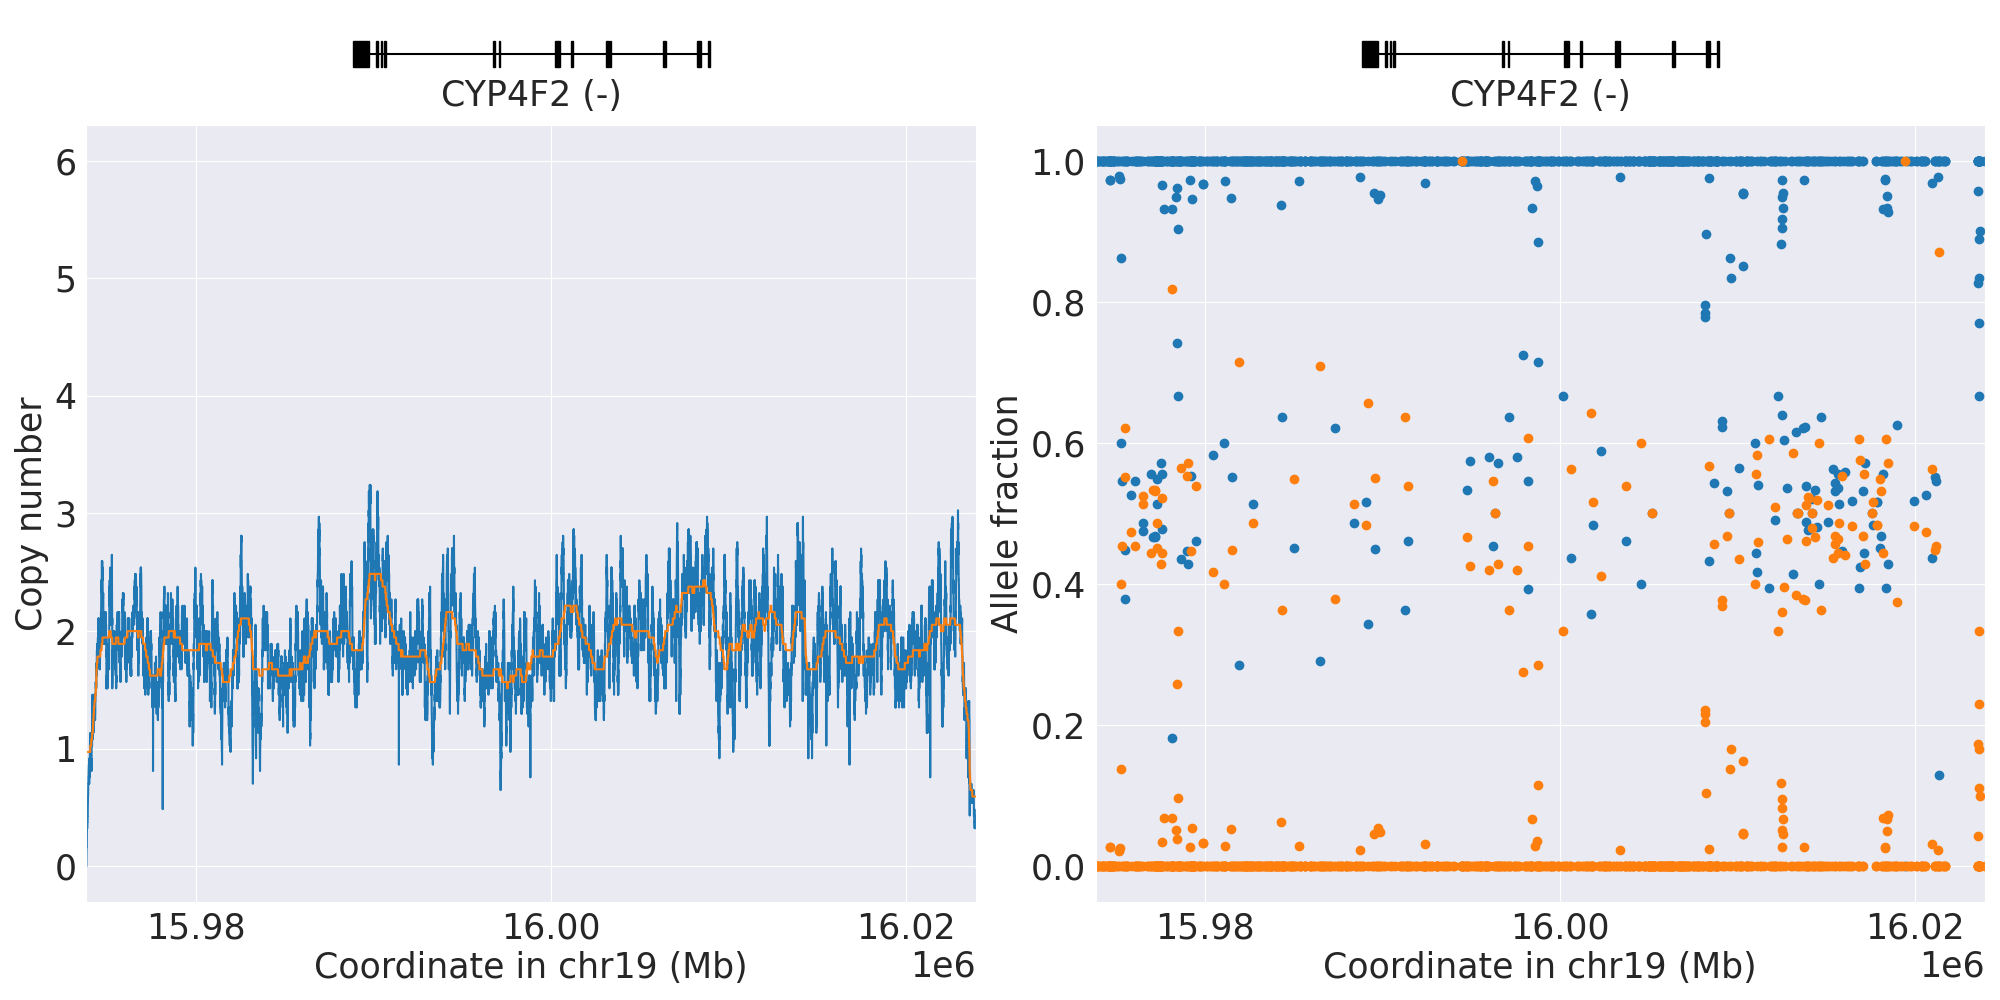 CYP4F2 (-)
6
5
4
3
2
1
0
Copy number
15.98
16.00
16.02
Coordinate in chr19 (Mb)
1e6
CYP4F2 (-)
1.0
0.8
0.6
0.4
0.2
0.0
Allele fraction
15.98
16.00
16.02
Coordinate in chr19 (Mb)
1e6